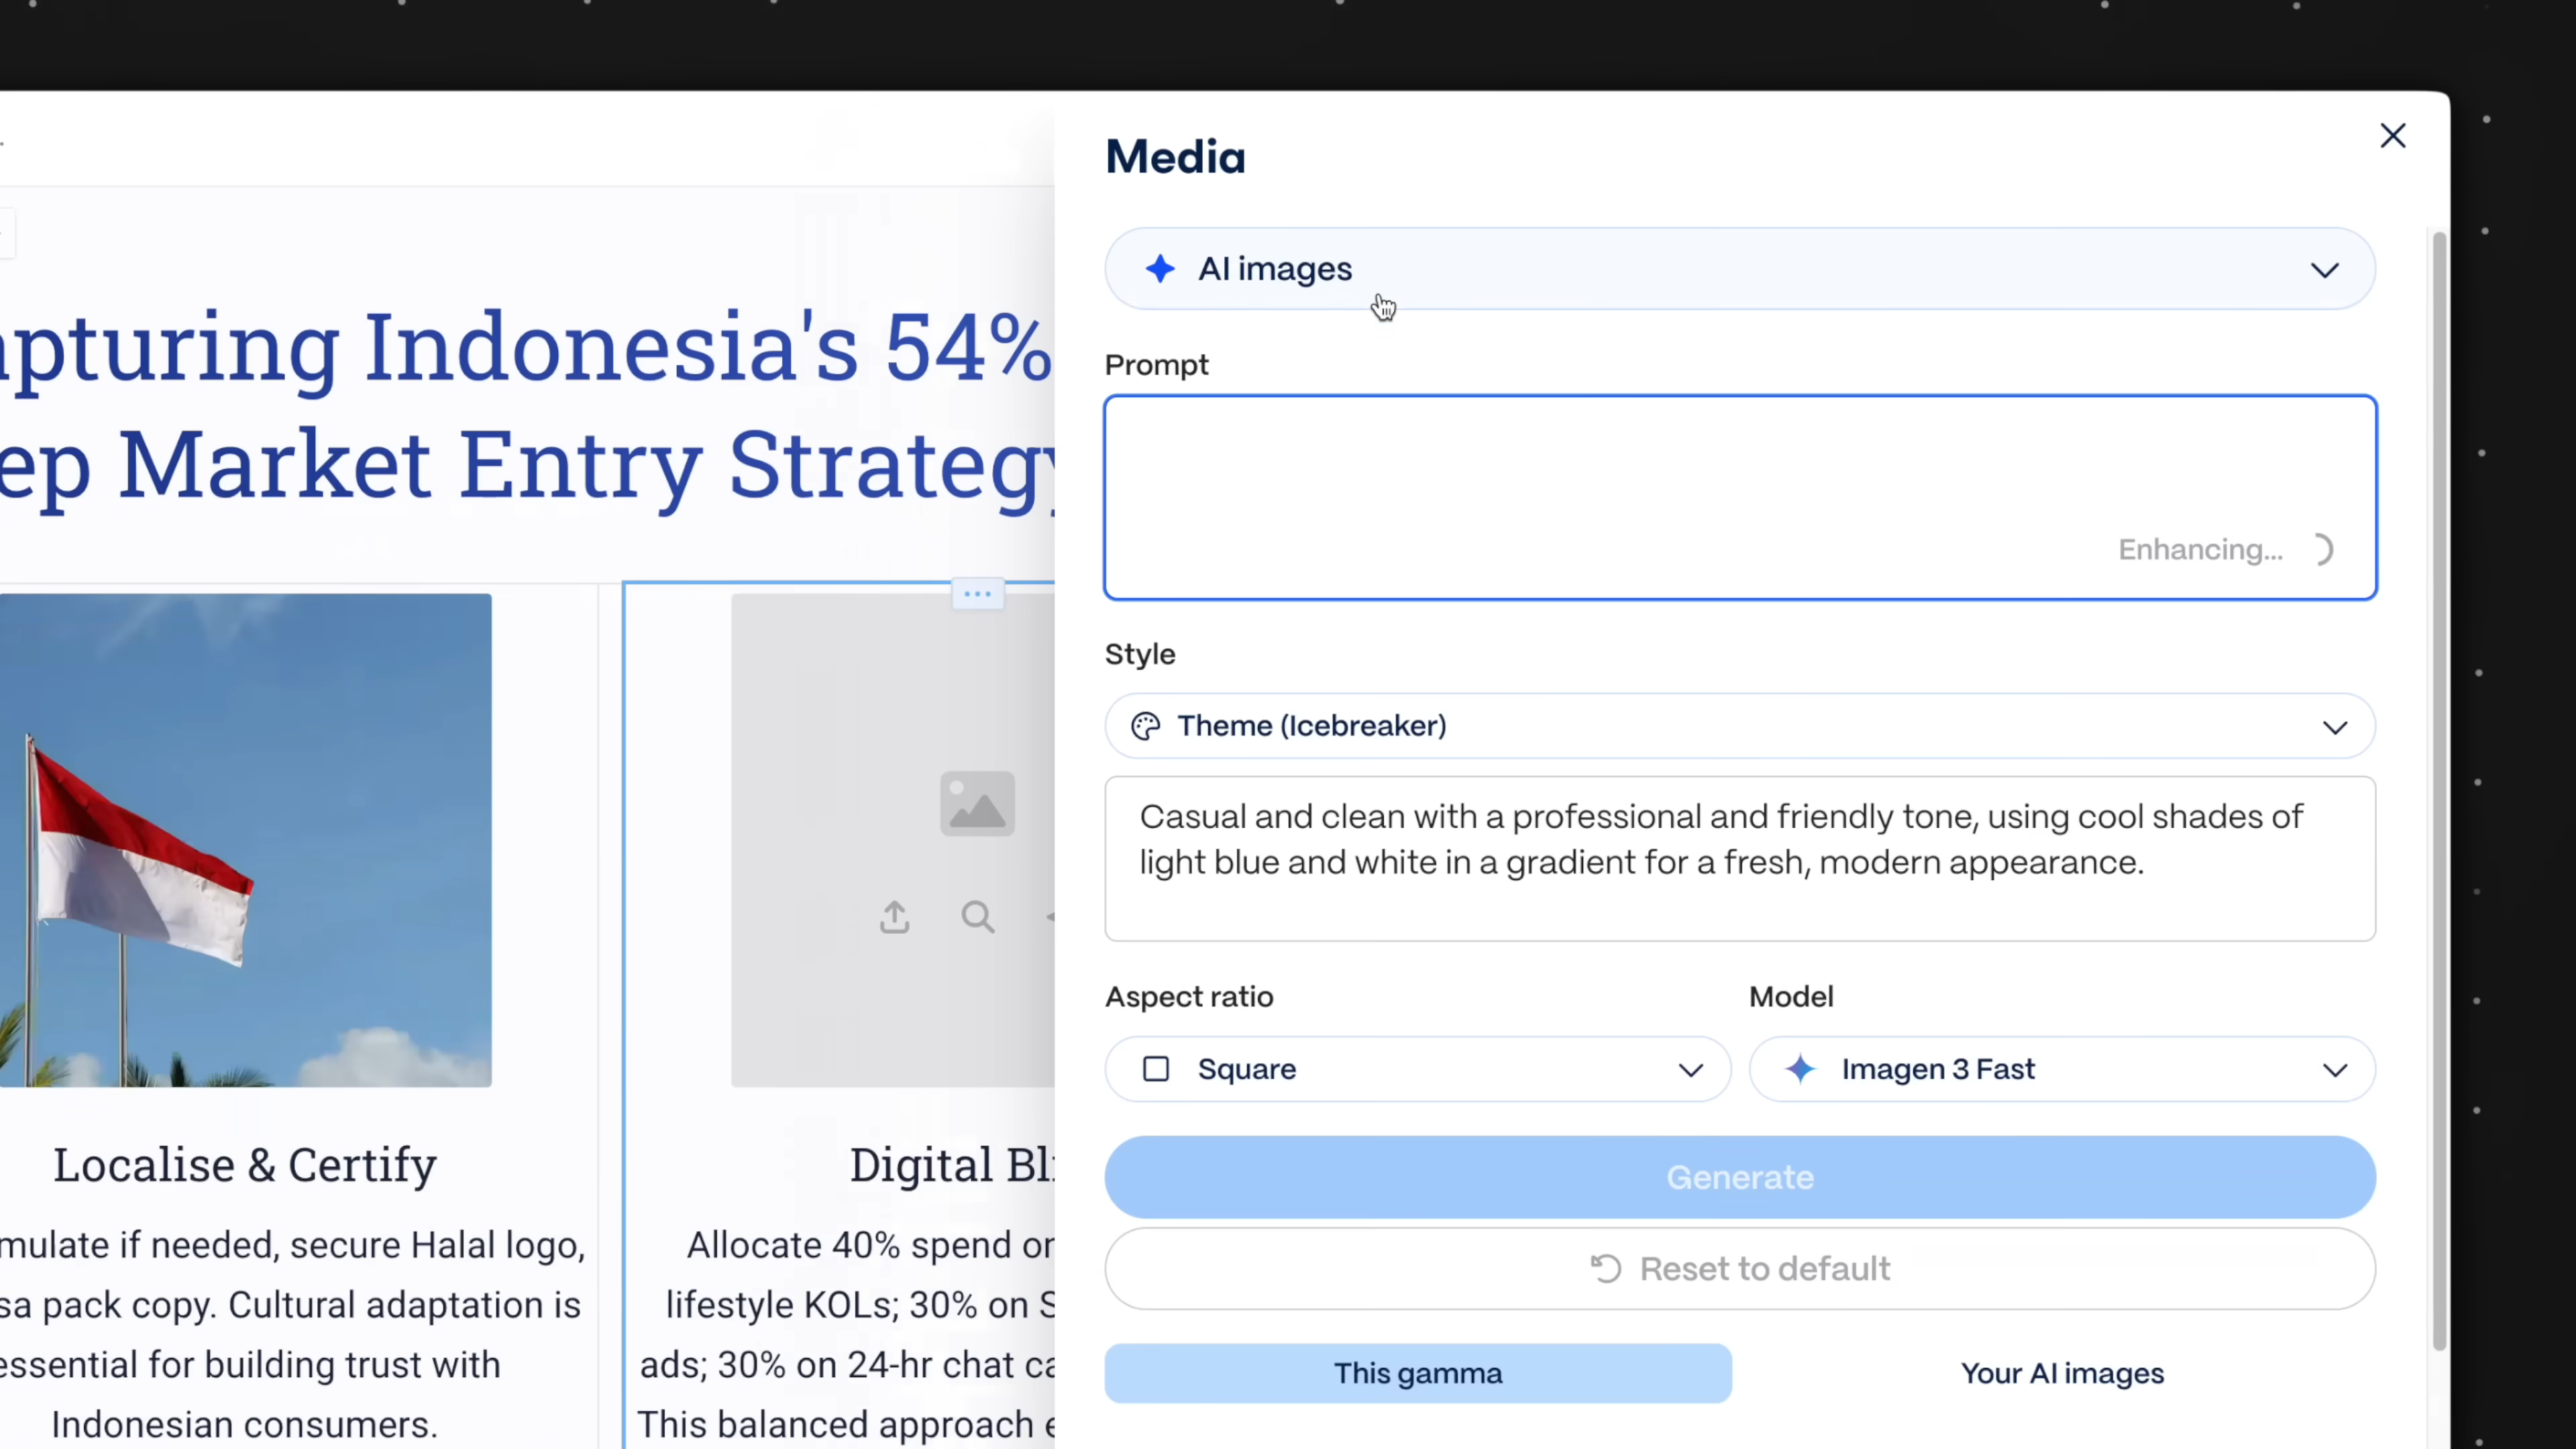 Media
AI images
Prompt
Enhancing...
Style
Theme (Icebreaker)
Casual and clean with a professional and friendly tone, using cool shades of
light blue and white in a gradient for a fresh, modern appearance.
Aspect ratio
Model
Square
Imagen 3 Fast
Generate
Reset to default
This gamma
Your AI images
apturing Indonesia's 54%
ep Market Entry Strategy
Localise & Certify
mulate if needed, secure Halal logo,
sa pack copy. Cultural adaptation is
essential for building trust with
Indonesian consumers.
Digital Bl
Allocate 40% spend on
lifestyle KOLs; 30% on S
ads; 30% on 24-hr chat ca
This balanced approach e